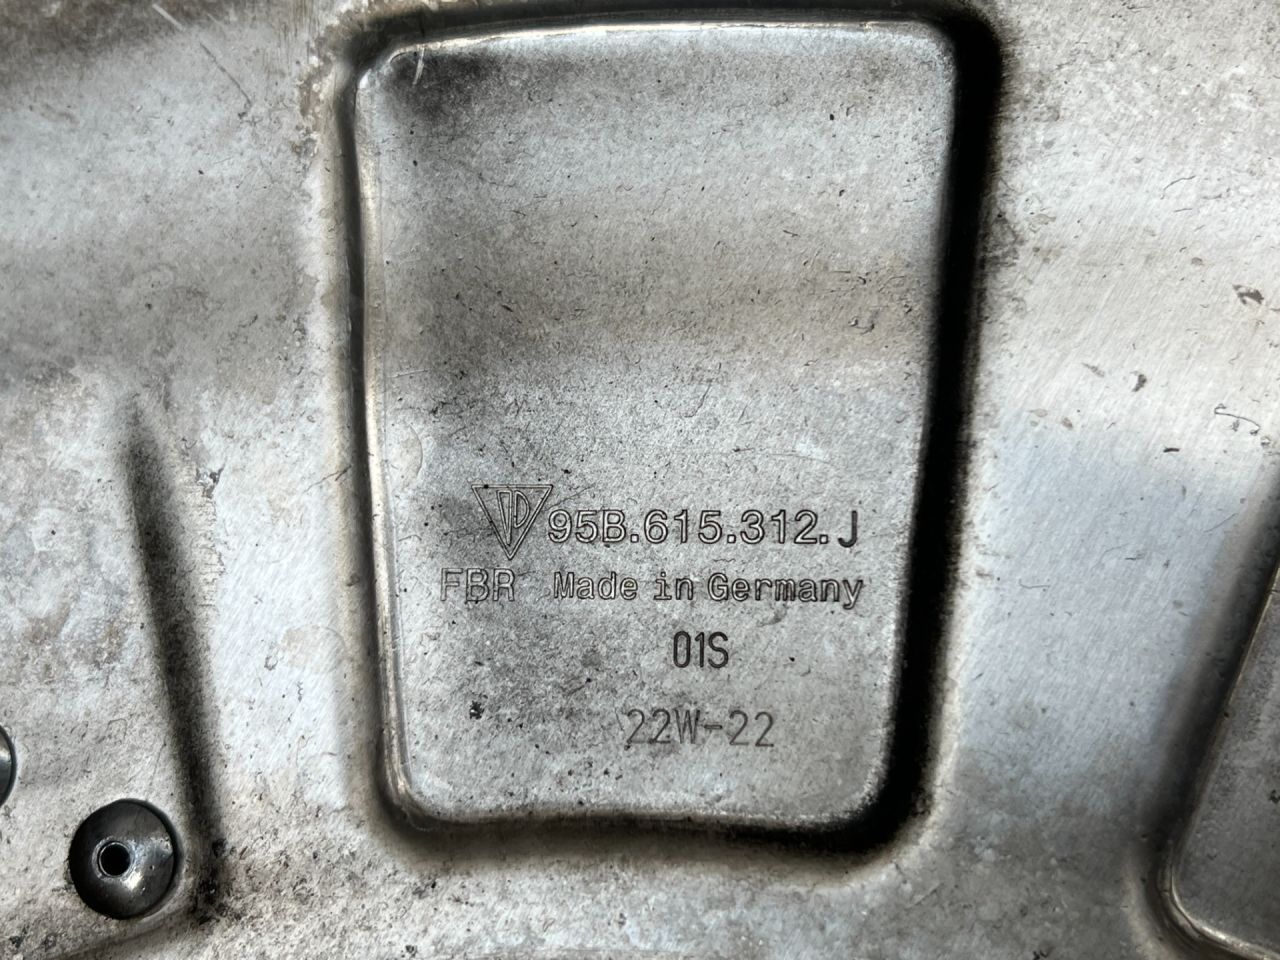 95B.615.312.J
FBR Made in Germany
01S
22W-22